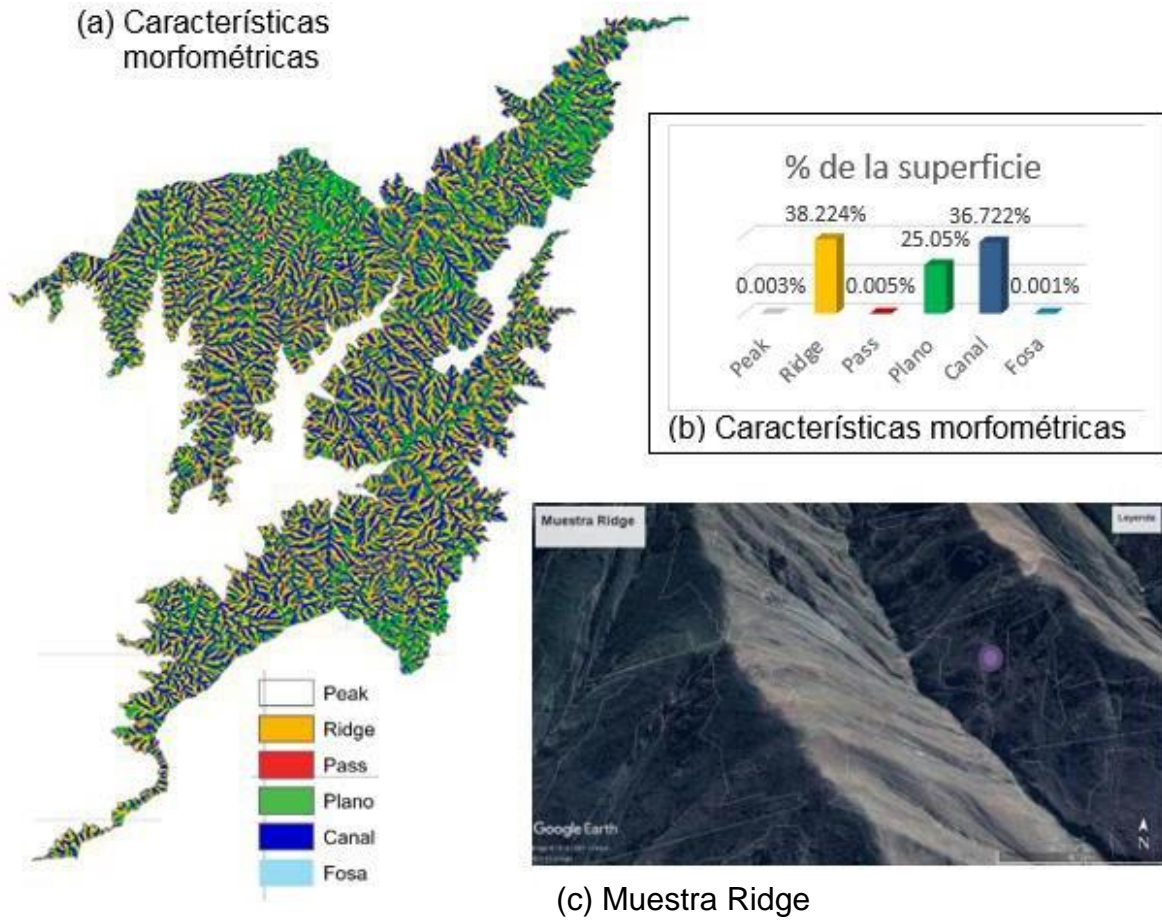 (a) Características
morfométricas
% de la superficie
38.224%
36.722%
25.05%
0.003%
0.005%
0.001%
Peak
Ridge
Pass
Plano
Canal
Fosa
(b) Características morfométricas
Peak
Ridge
Pass
Plano
Canal
Fosa
Muestra Ridge
Leyenda
Google Earth
N
(c) Muestra Ridge